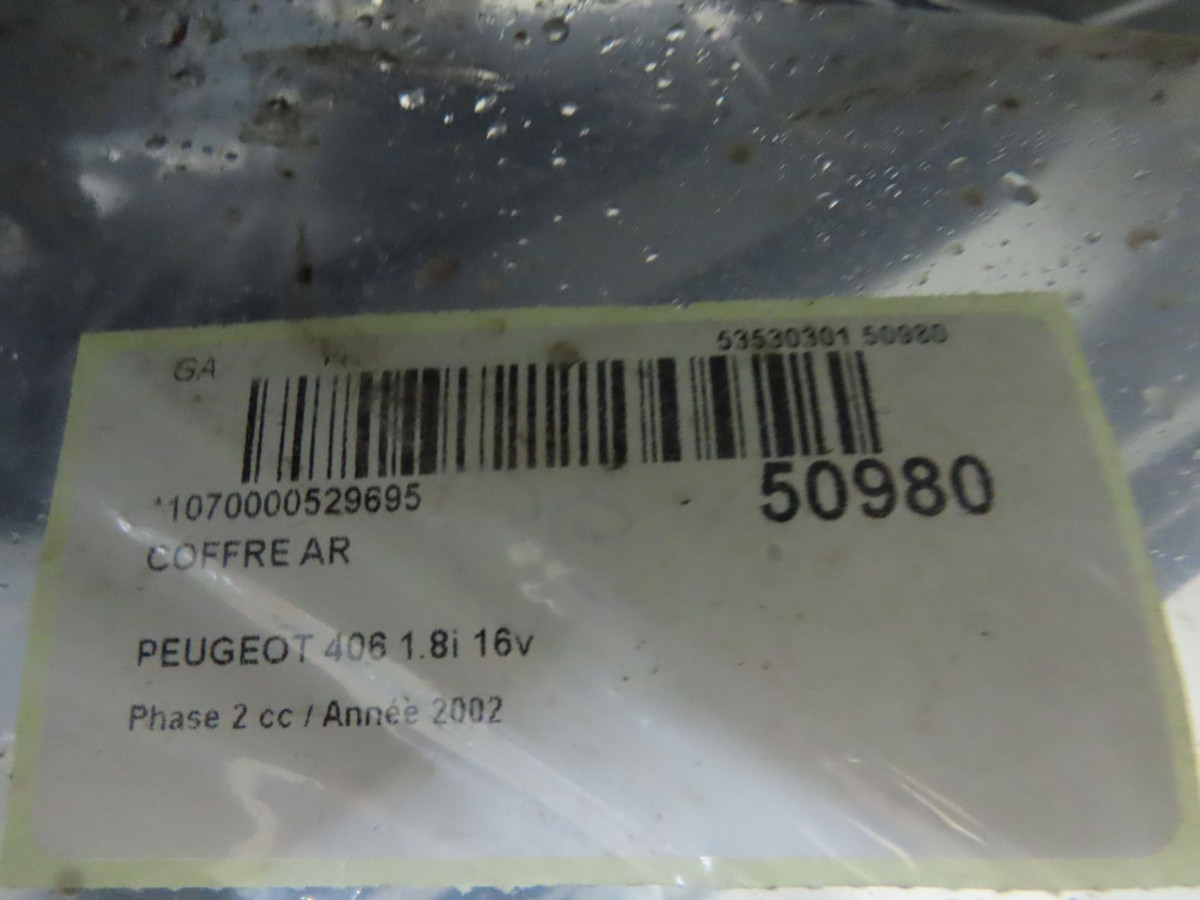 53530301 50980
GA
*1070000529695
50980
COFFRE AR
PEUGEOT 406 1.8i 16v
Phase 2 cc / Année 2002